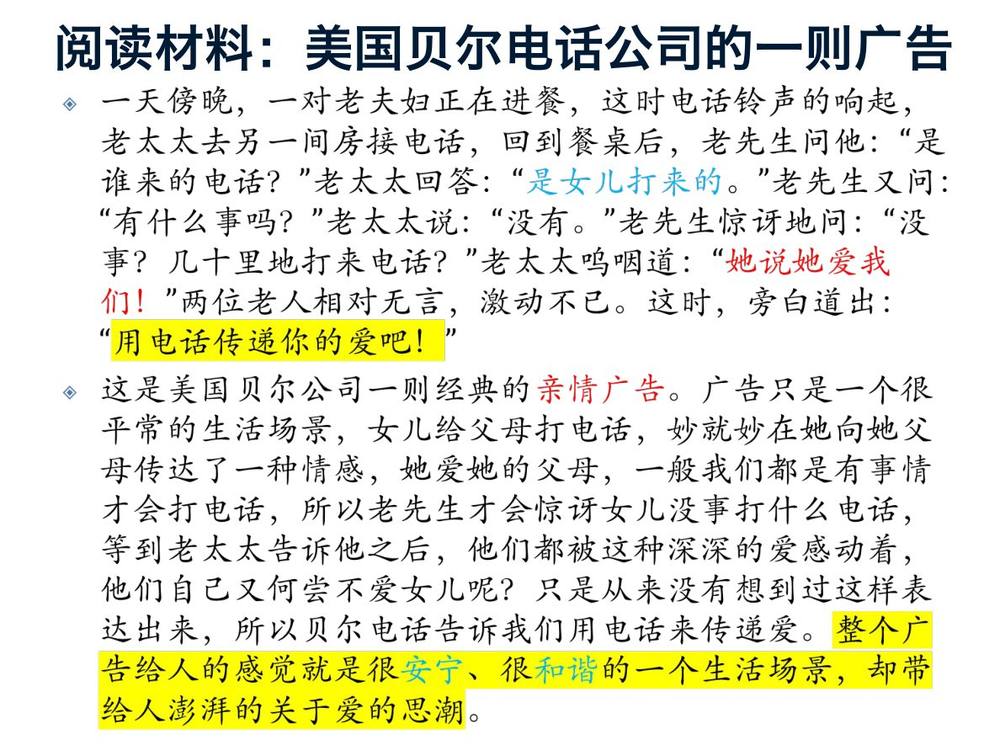 阅读材料：美国贝尔电话公司的一则广告
一天傍晚，一对老夫妇正在进餐，这时电话铃声的响起，
老太太去另一间房接电话，回到餐桌后，老先生问他：“是
谁来的电话？”老太太回答：“是女儿打来的。”老先生又问：
“有什么事吗？”老太太说：“没有。”老先生惊讶地问：“没
事？几十里地打来电话？”老太太呜咽道：“她说她爱我
们！”两位老人相对无言，激动不已。这时，旁白道出：
“用电话传递你的爱吧！”
这是美国贝尔公司一则经典的亲情广告。广告只是一个很
平常的生活场景，女儿给父母打电话，妙就妙在她向她父
母传达了一种情感，她爱她的父母，一般我们都是有事情
才会打电话，所以老先生才会惊讶女儿没事打什么电话，
等到老太太告诉他之后，他们都被这种深深的爱感动着，
他们自己又何尝不爱女儿呢？只是从来没有想到过这样表
达出来，所以贝尔电话告诉我们用电话来传递爱。整个广
告给人的感觉就是很安宁、很和谐的一个生活场景，却带
给人澎湃的关于爱的思潮。